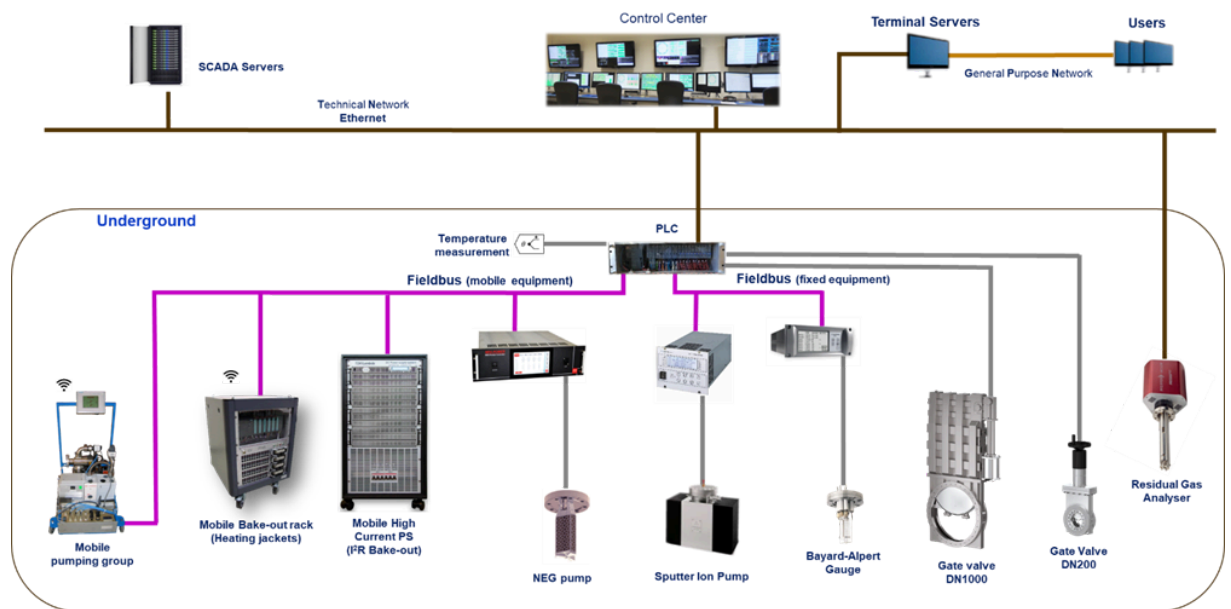 Control Center
Terminal Servers
Users
SCADA Servers
General Purpose Network
Technical Network
Ethernet
Underground
PLC
Temperature
measurement
Fieldbus (mobile equipment)
Fieldbus (fixed equipment)
Mobile
pumping group
Mobile Bake-out rack
(Heating jackets)
Mobile High
Current PS
(I²R Bake-out)
NEG pump
Sputter Ion Pump
Bayard-Alpert
Gauge
Gate valve
DN1000
Gate Valve
DN200
Residual Gas
Analyser